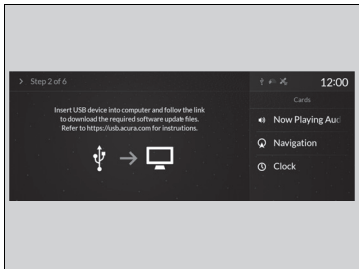 > Step 2 of 6
12:00
Cards
Insert USB device into computer and follow the link
to download the required software update files.
Refer to https://usb.acura.com for instrutions.
Now Playing Aud
Navigation
Clock